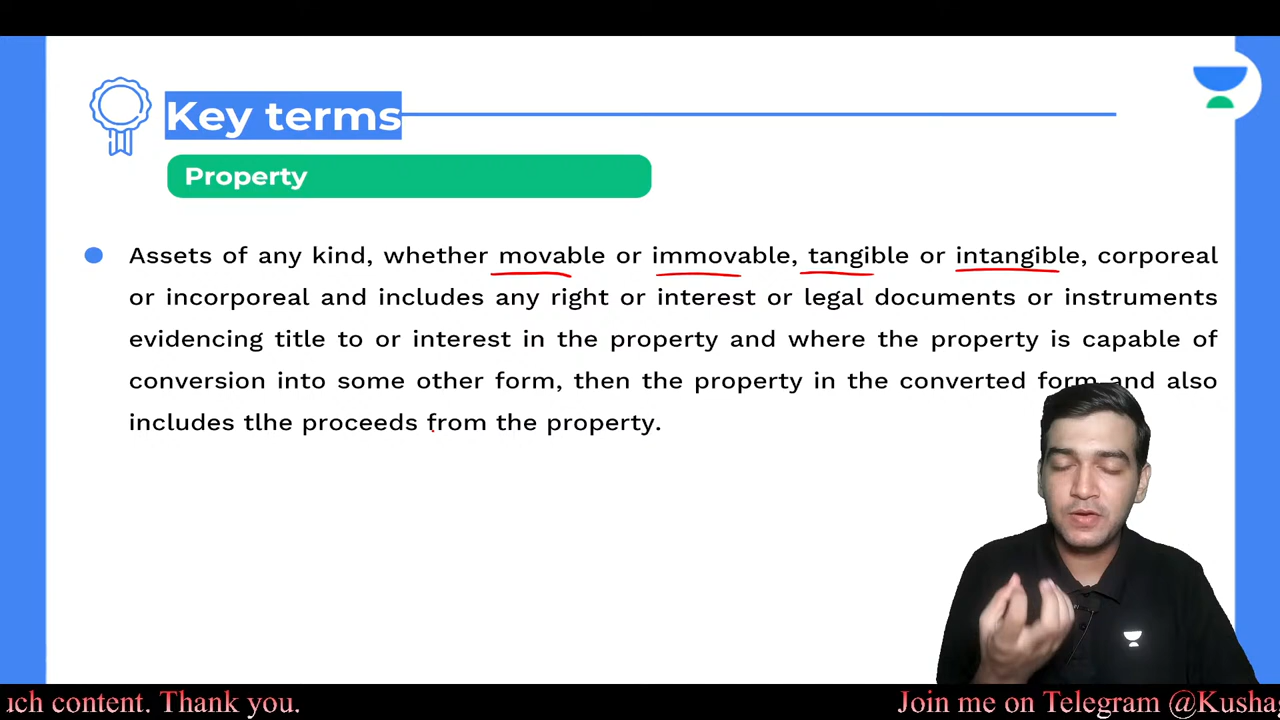 Key terms
Property
Assets of any kind, whether movable or immovable, tangible or intangible, corporeal
or incorporeal and includes any right or interest or legal documents or instruments
evidencing title to or interest in the property and where the property is capable of
conversion into some other form, then the property in the converted form and also
includes tlhe proceeds from the property.
content. Thank you.
Join me on Telegram